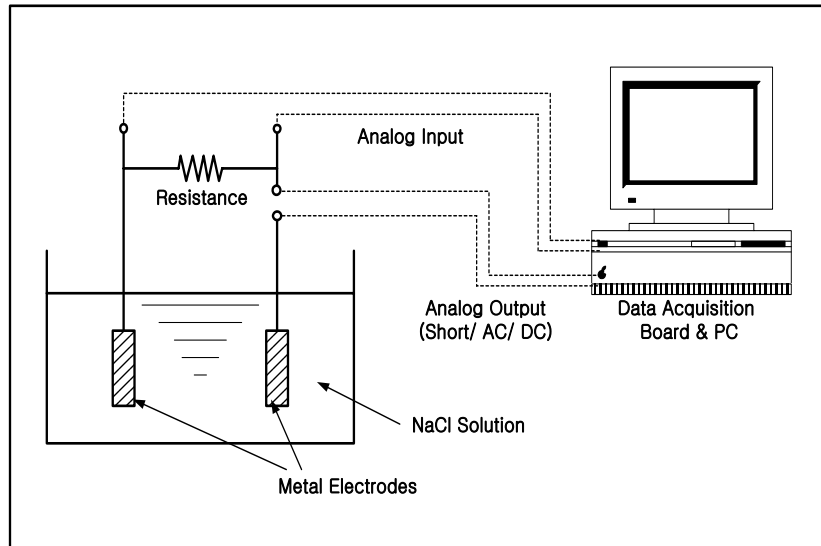 Analog Input
Resistance
Analog Output
(Short/ AC/ DC)
Data Acquisition
Board & PC
NaCl Solution
Metal Electrodes